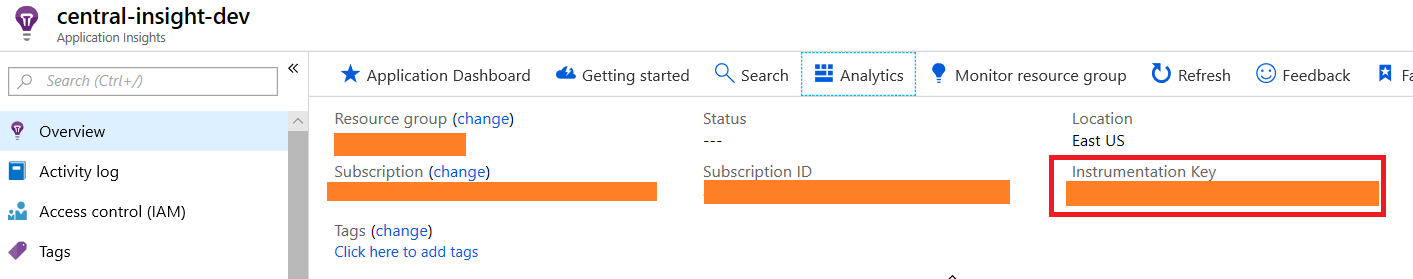 central-insight-dev
Application Insights
Search (Ctrl+/)
«
Overview
Activity log
Access control (IAM)
Tags
Application Dashboard Getting started Search Analytics Monitor resource group Refresh Feedback Fa
Resource group (change) Status Location
--- East US
Subscription (change) Subscription ID Instrumentation Key
Tags (change)
Click here to add tags